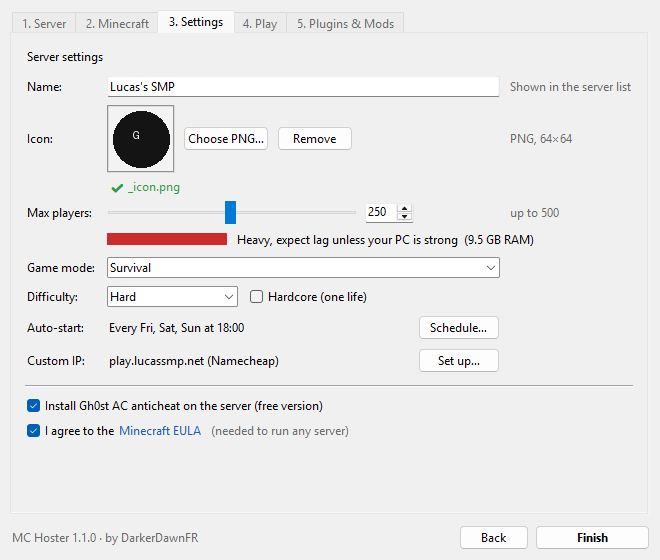 1. Server 2. Minecraft 3. Settings 4. Play 5. Plugins & Mods
Server settings
Name: Lucas's SMP Shown in the server list
Icon: G Choose PNG... Remove PNG, 64×64
_icon.png
Max players: 250 up to 500
Heavy, expect lag unless your PC is strong (9.5 GB RAM)
Game mode: Survival
Difficulty: Hard Hardcore (one life)
Auto-start: Every Fri, Sat, Sun at 18:00 Schedule...
Custom IP: play.lucassmp.net (Namecheap) Set up...
Install Gh0st AC anticheat on the server (free version)
I agree to the Minecraft EULA (needed to run any server)
MC Hoster 1.1.0 · by DarkerDawnFR Back Finish